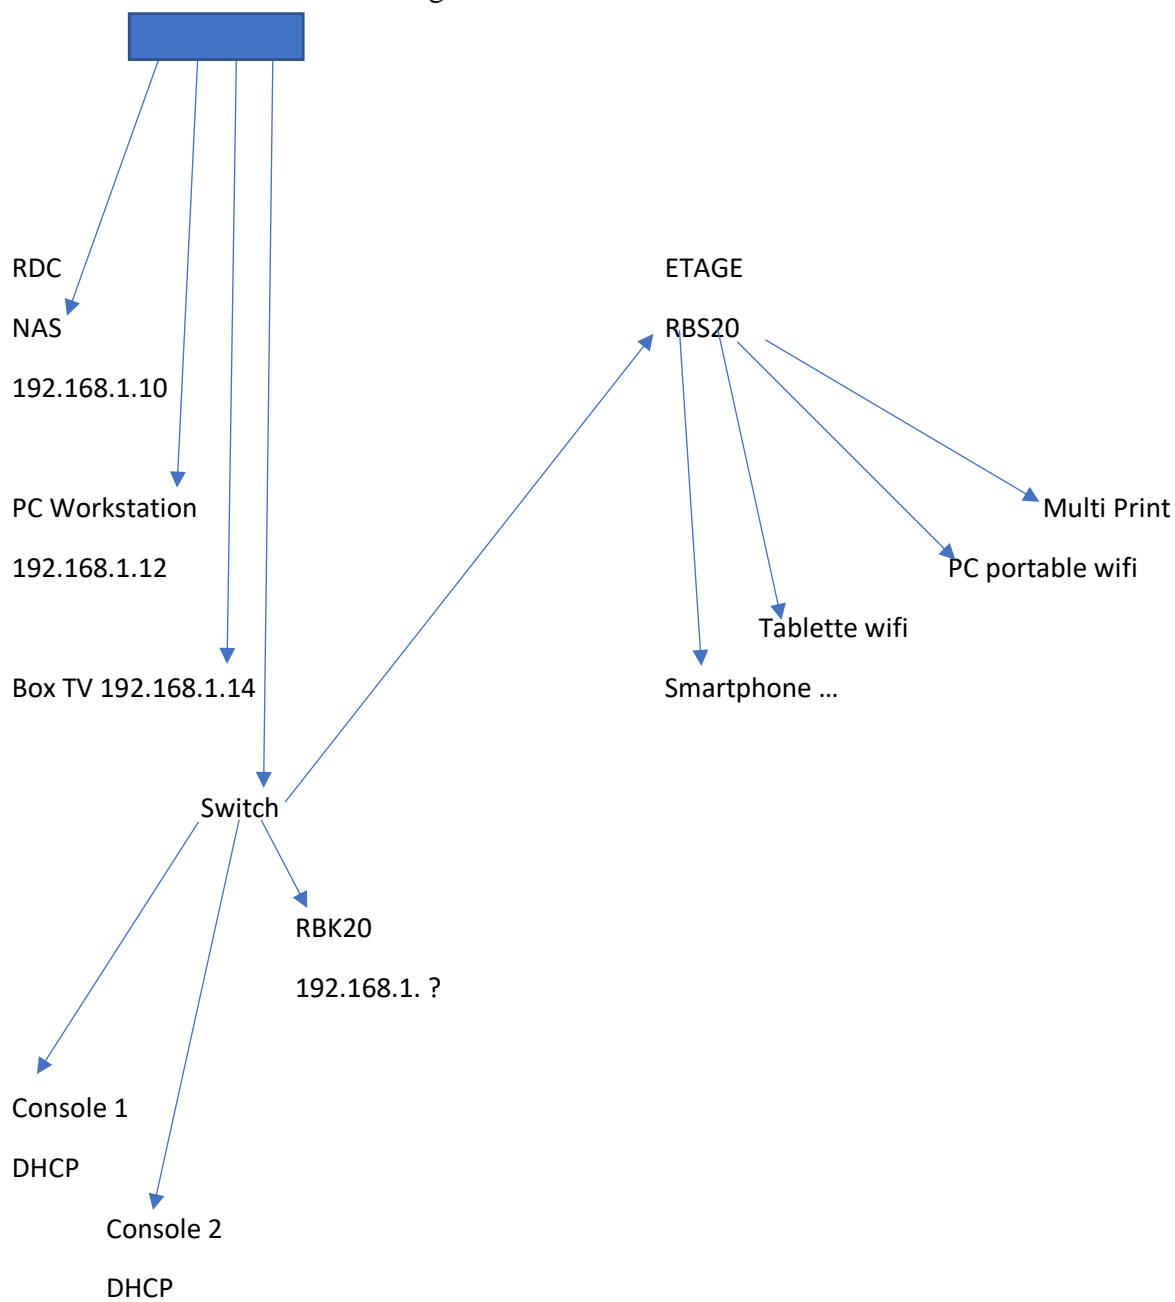 RDC
NAS
192.168.1.10
PC Workstation
192.168.1.12
Box TV 192.168.1.14
Switch
RBK20
192.168.1. ?
Console 1
DHCP
Console 2
DHCP
ETAGE
RBS20
Multi Print
PC portable wifi
Tablette wifi
Smartphone ...